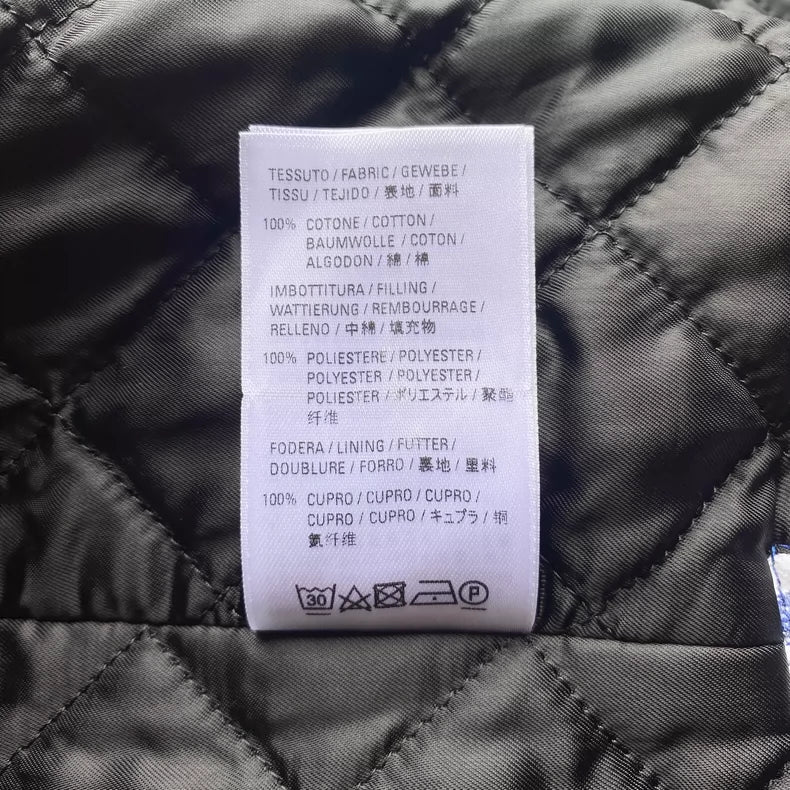 TESSUTO / FABRIC / GEWEBE /
TISSU / TEJIDO / 表地 / 面料
100% COTONE / COTTON /
BAUMWOLLE / COTON /
ALGODON / 綿 / 棉
IMBOTTITURA / FILLING /
WATTIERUNG / REMBOURRAGE /
RELLENO / 中綿 / 填充物
100% POLIESTERE / POLYESTER /
POLYESTER / POLYESTER /
POLIESTER / ポリエステル / 聚酯
纤维
FODERA / LINING / FUTTER /
DOUBLURE / FORRO / 裏地 / 里料
100% CUPRO / CUPRO / CUPRO /
CUPRO / CUPRO / キュプラ / 铜
氨纤维
30 P